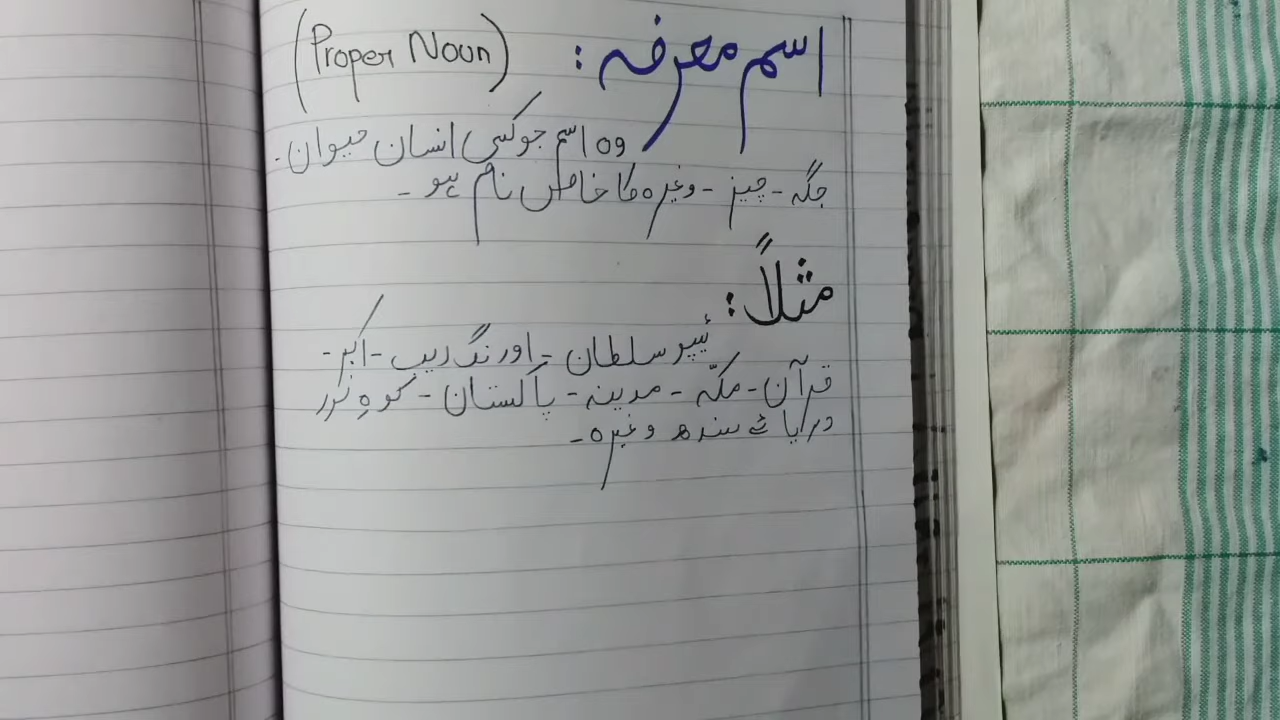 اسم معرفہ: (Proper Noun)
وہ اسم جو کسی انسان حیوان۔
جگہ۔ چیز۔ وغیرہ کا خاص نام ہو۔
مثلاً:
ٹیپو سلطان۔ اورنگ زیب۔ اکبر۔
قرآن۔ مکّہ۔ مدینہ۔ پاکستان۔ کوہِ نور
دریائے سندھ وغیرہ۔